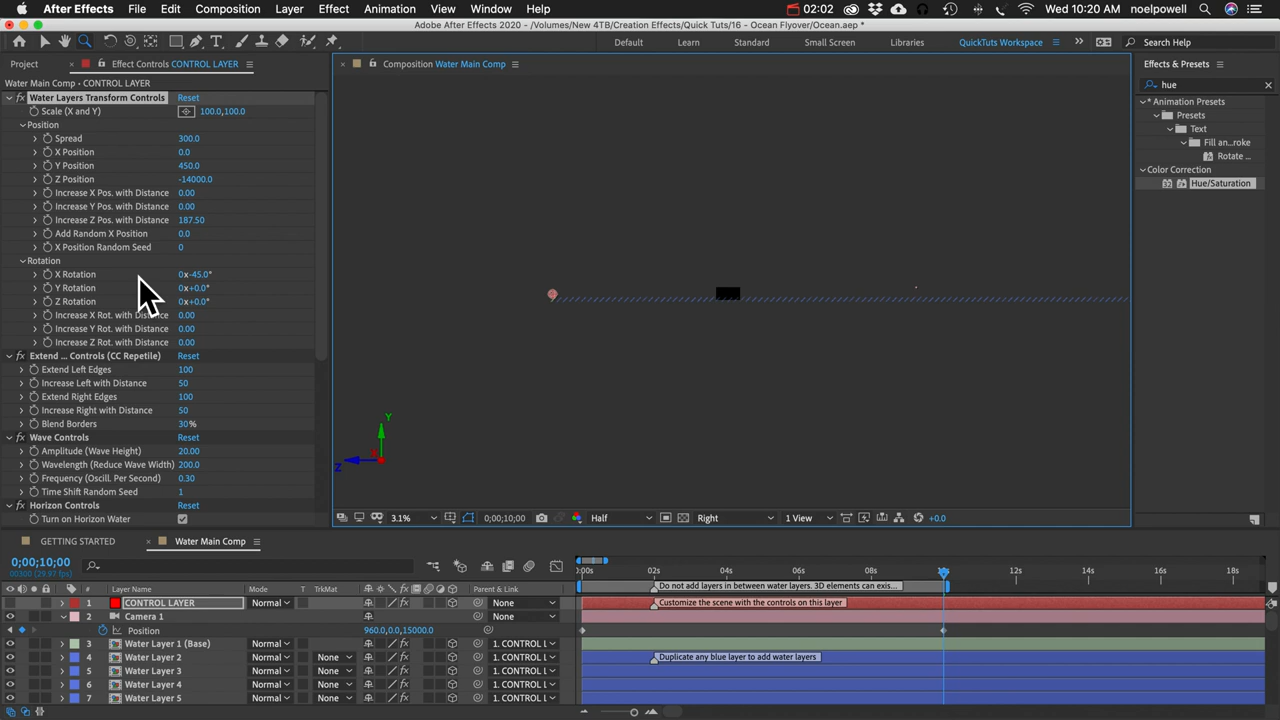 After Effects File Edit Composition Layer Effect Animation View Window Help 02:02 Wed 10:20 AM noelpowell
Adobe After Effects 2020 - /Volumes/New 4TB/Creation Effects/Quick Tuts/16 - Ocean Flyover/Ocean.aep *
Default Learn Standard Small Screen Libraries QuickTuts Workspace Search Help
Project Effect Controls CONTROL LAYER Composition Water Main Comp Effects & Presets
Water Main Comp • CONTROL LAYER
hue
Water Layers Transform Controls Reset
Scale (X and Y) 100.0,100.0
Position
Spread 300.0
X Position 0.0
Y Position 450.0
Z Position -14000.0
Increase X Pos. with Distance 0.00
Increase Y Pos. with Distance 0.00
Increase Z Pos. with Distance 187.50
Add Random X Position 0.0
X Position Random Seed 0
Rotation
X Rotation 0x-45.0°
Y Rotation 0x+0.0°
Z Rotation 0x+0.0°
Increase X Rot. with Distance 0.00
Increase Y Rot. with Distance 0.00
Increase Z Rot. with Distance 0.00
Extend ... Controls (CC Repetile) Reset
Extend Left Edges 100
Increase Left with Distance 50
Extend Right Edges 100
Increase Right with Distance 50
Blend Borders 30%
Wave Controls Reset
Amplitude (Wave Height) 20.00
Wavelength (Reduce Wave Width) 200.0
Frequency (Oscill. Per Second) 0.30
Time Shift Random Seed 1
Horizon Controls Reset
Turn on Horizon Water
* Animation Presets
Presets
Text
Fill an...roke
Rotate ...
Color Correction
Hue/Saturation
Y
Z
3.1% 0;00;10;00 Half Right 1 View +0.0
GETTING STARTED Water Main Comp
0;00;10;00
00300 (29.97 fps)
:00s 02s 04s 06s 08s 10s 12s 14s 16s 18s
Do not add layers in between water layers. 3D elements can exis...
# Layer Name Mode T TrkMat Parent & Link
1 CONTROL LAYER Normal None
Customize the scene with the controls on this layer
2 Camera 1 None
Position 960.0,0.0,15000.0
3 Water Layer 1 (Base) Normal 1. CONTROL L
4 Water Layer 2 Normal None 1. CONTROL L
Duplicate any blue layer to add water layers
5 Water Layer 3 Normal None 1. CONTROL L
6 Water Layer 4 Normal None 1. CONTROL L
7 Water Layer 5 Normal None 1. CONTROL L